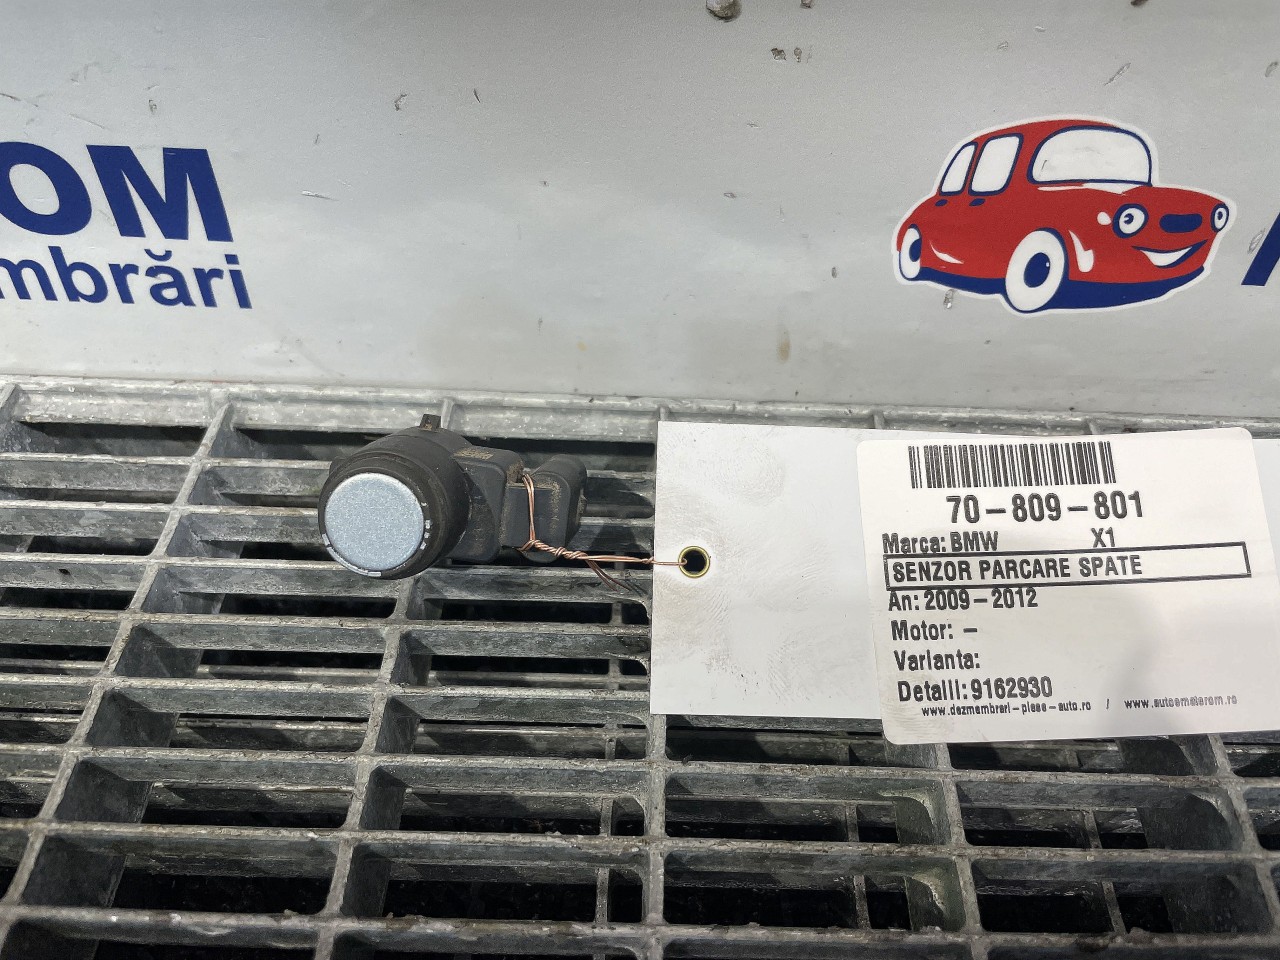 OM
mbrări
70-809-801
Marca: BMW X1
SENZOR PARCARE SPATE
An: 2009-2012
Motor: -
Varianta:
Detalii: 9162930
www.dezmembrari-piese-auto.ro / www.autoemaierom.ro